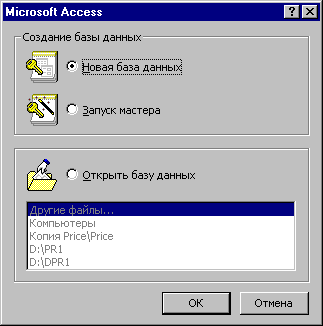 Microsoft Access
Создание базы данных
Новая база данных
Запуск мастера
Открыть базу данных
Другие файлы...
Компьютеры
Копия Price\Price
D:\PR1
D:\DPR1
ОК
Отмена